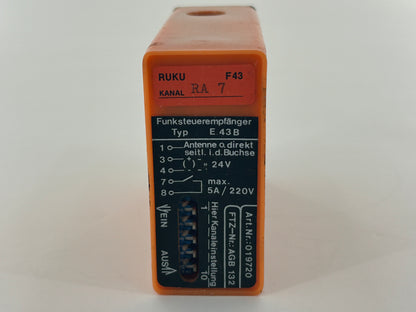 RUKU F43
KANAL RA 7
Funksteuerempfänger
Typ E 43 B
1 Antenne o. direkt
3 seitl. i.d. Buchse
4 = 24V
7 max.
8 5A / 220V
EIN
AUS
1
10
Hier Kanaleinstellung
FTZ-Nr.: AGB 132
Art.Nr.: 019720